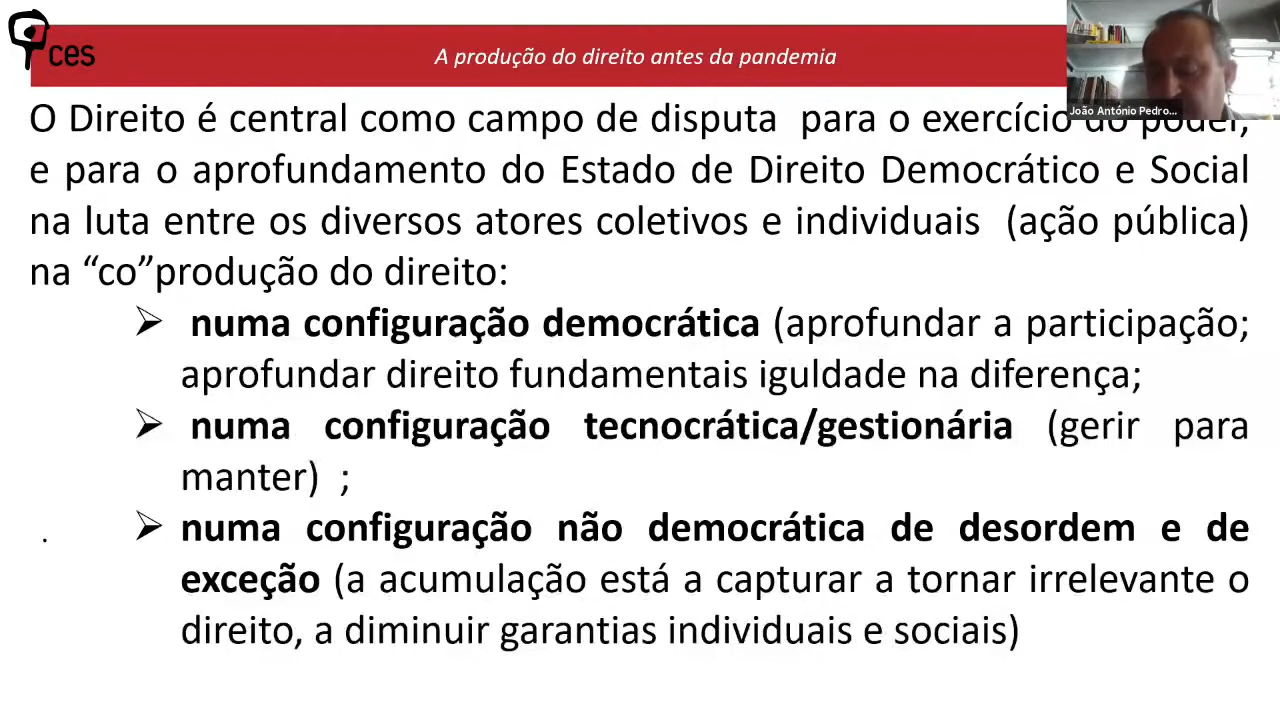 ces
A produção do direito antes da pandemia
João António Pedro...
O Direito é central como campo de disputa para o exercício do poder,
e para o aprofundamento do Estado de Direito Democrático e Social
na luta entre os diversos atores coletivos e individuais (ação pública)
na “co”produção do direito:
➢ numa configuração democrática (aprofundar a participação;
aprofundar direito fundamentais iguldade na diferença;
➢ numa configuração tecnocrática/gestionária (gerir para
manter) ;
➢ numa configuração não democrática de desordem e de
exceção (a acumulação está a capturar a tornar irrelevante o
direito, a diminuir garantias individuais e sociais)
.